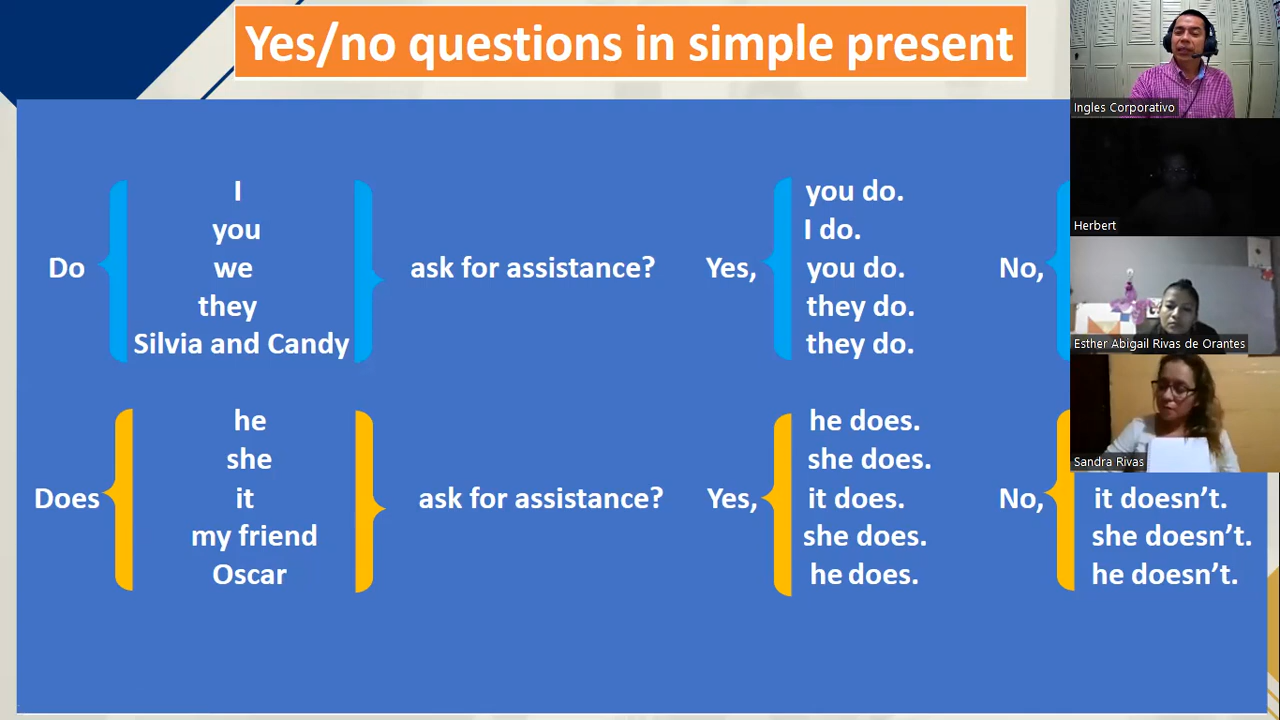 Yes/no questions in simple present
I
you
Do we ask for assistance?
they
Silvia and Candy
Yes, you do.
I do.
you do.
they do.
they do.
No,
he
she
Does it ask for assistance?
my friend
Oscar
Yes, he does.
she does.
it does.
she does.
he does.
No, it doesn't.
she doesn't.
he doesn't.
Ingles Corporativo
Herbert
Esther Abigail Rivas de Orantes
Sandra Rivas